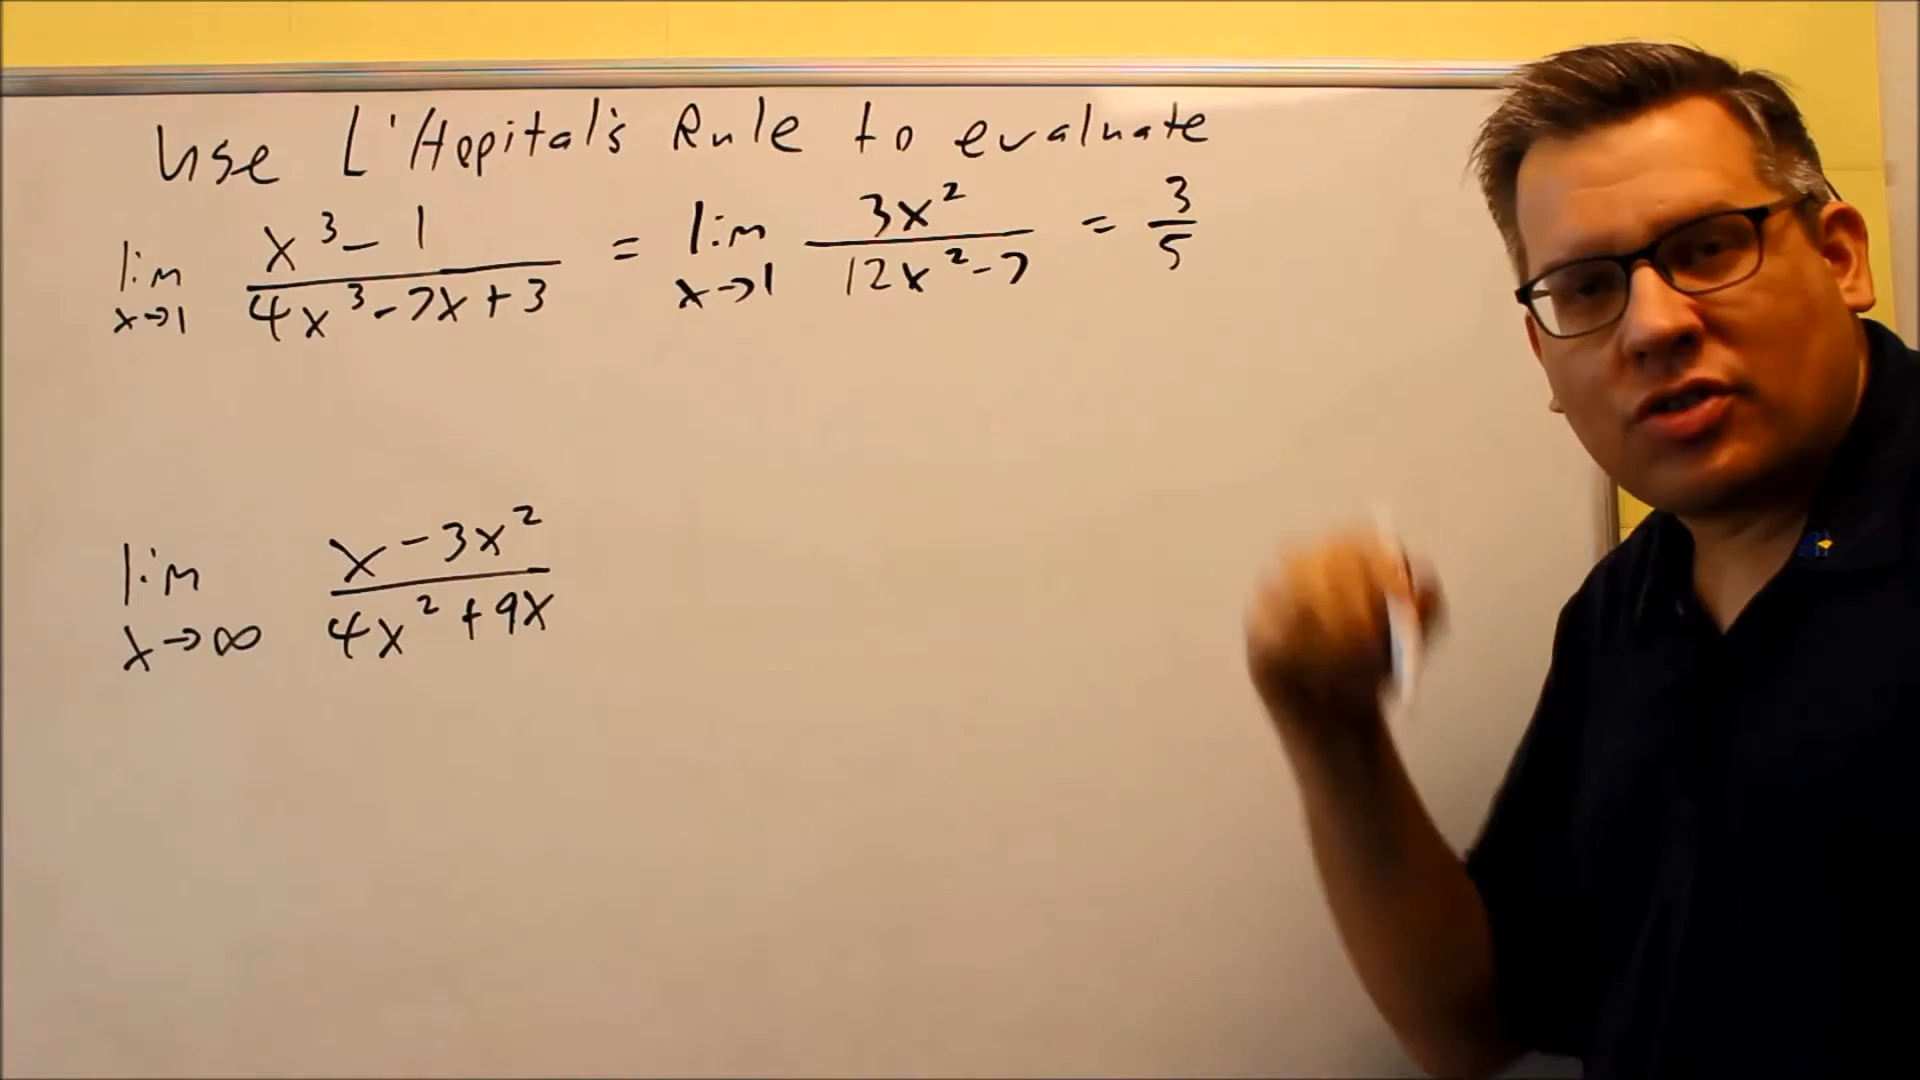 Use L'Hopital's Rule to evaluate
lim x→1 (x³ - 1)/(4x³ - 7x + 3) = lim x→1 (3x²)/(12x² - 7) = 3/5
lim x→∞ (x - 3x²)/(4x² + 9x)